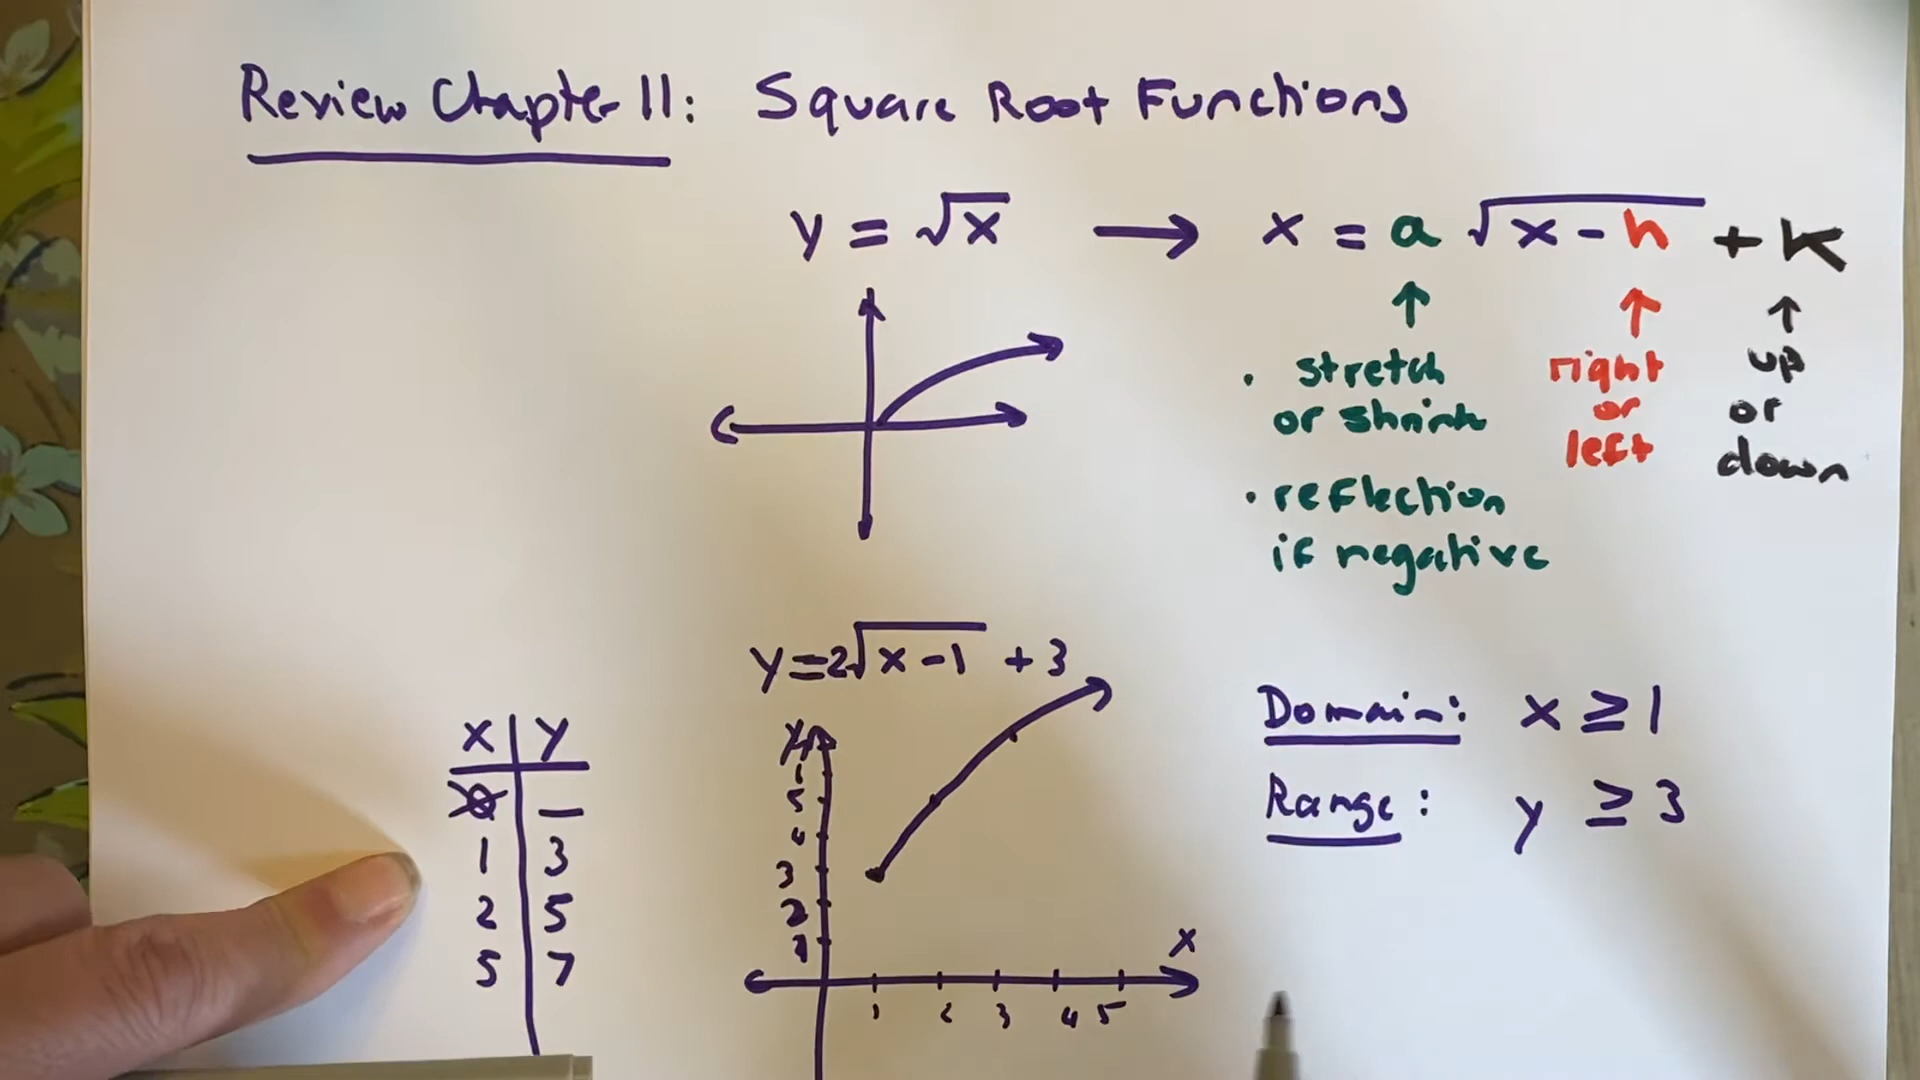 Review Chapter 11: Square Root Functions
y = √x → x = a √x - h + K
↑ ↑ ↑
• stretch or shrink
• reflection if negative
right or left
up or down
y = 2√x - 1 + 3
x | y
0 | —
1 | 3
2 | 5
5 | 7
y
5
4
3
2
1
x
1 2 3 4 5
Domain: x ≥ 1
Range: y ≥ 3